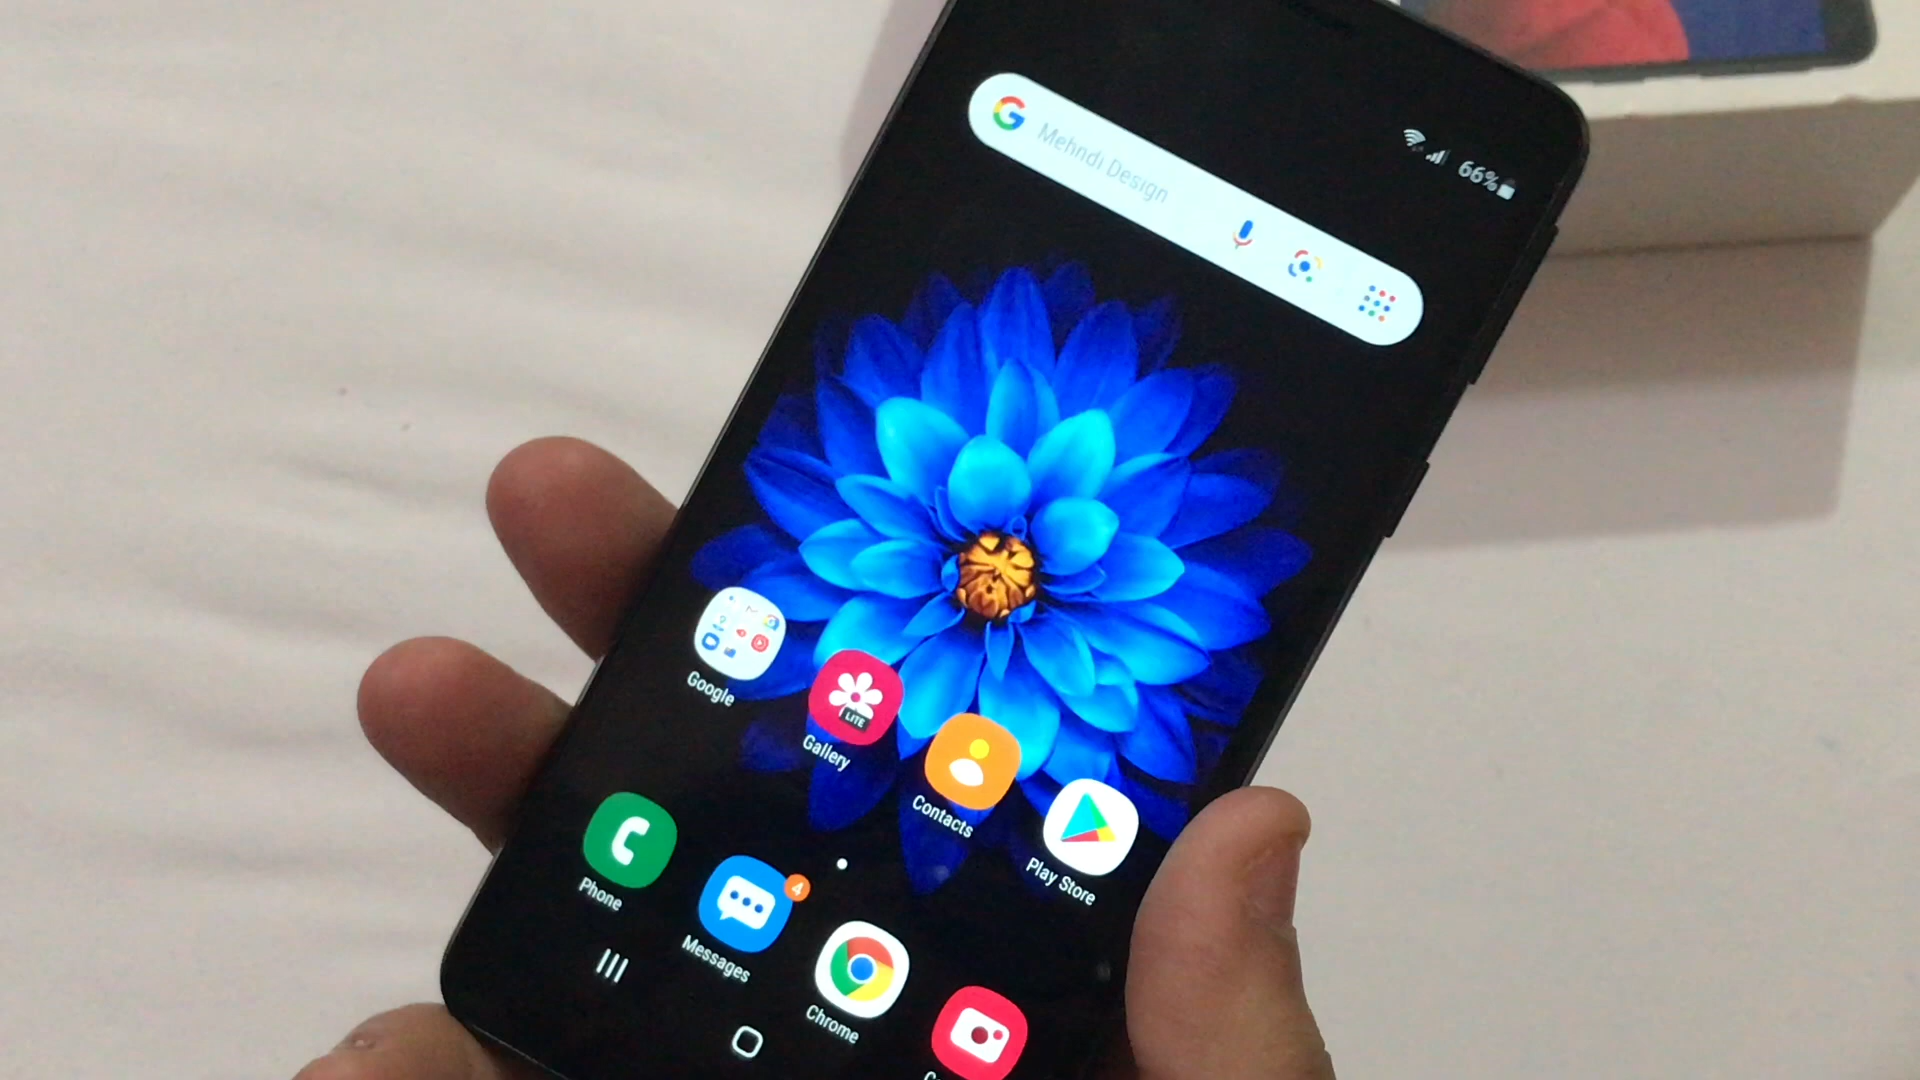 66%
Mehndi Design
Google
Gallery
LITE
Contacts
Play Store
Phone
4
Messages
Chrome